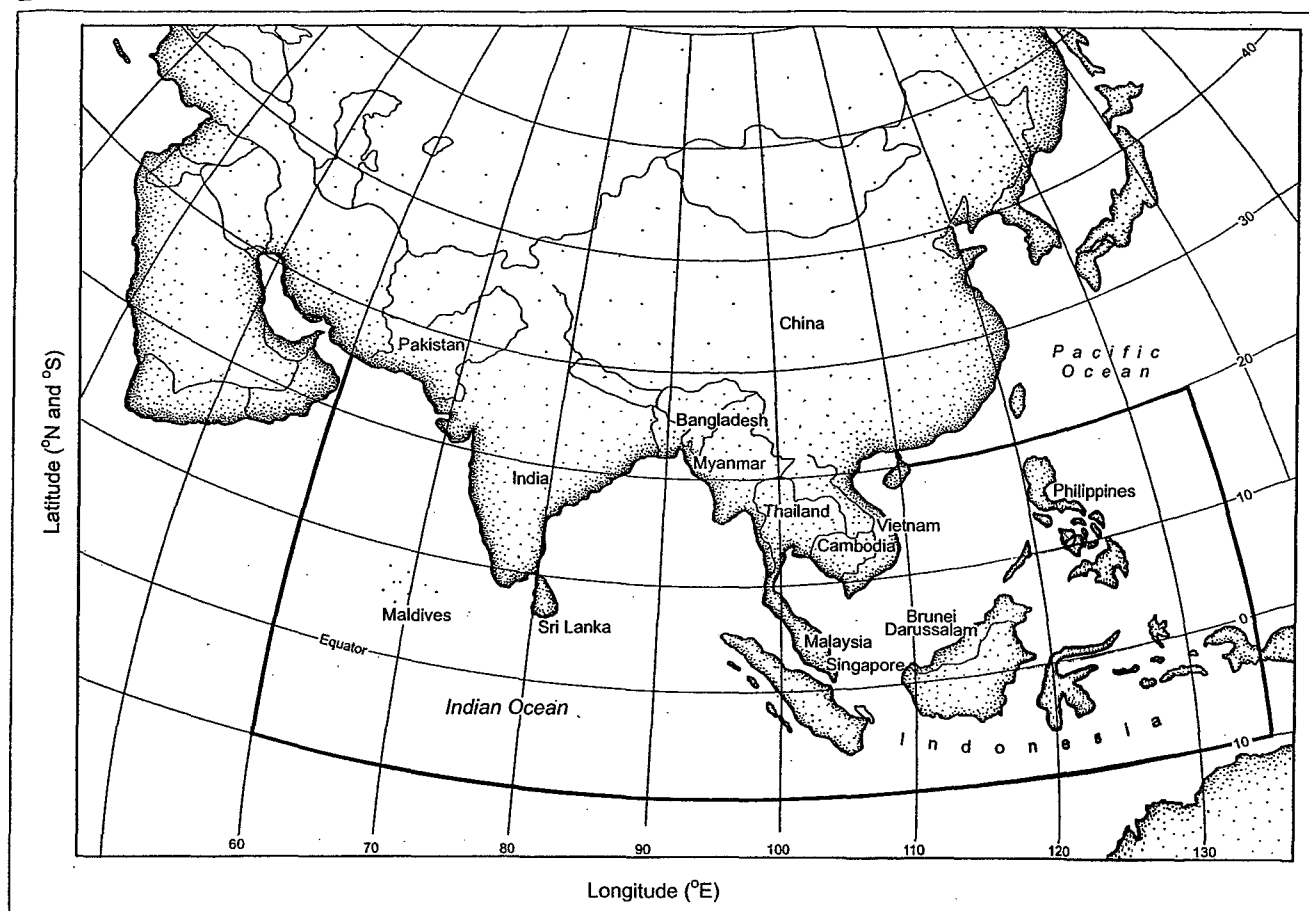 40
30
20
10
0
10
China
Pakistan
Pacific
Ocean
Bangladesh
Myanmar
India
Thailand
Philippines
Vietnam
Cambodia
Maldives
Sri Lanka
Brunei
Darussalam
Malaysia
Singapore
Equator
Indian Ocean
Indonesia
60
70
80
90
100
110
120
130
Latitude (°N and °S)
Longitude (°E)